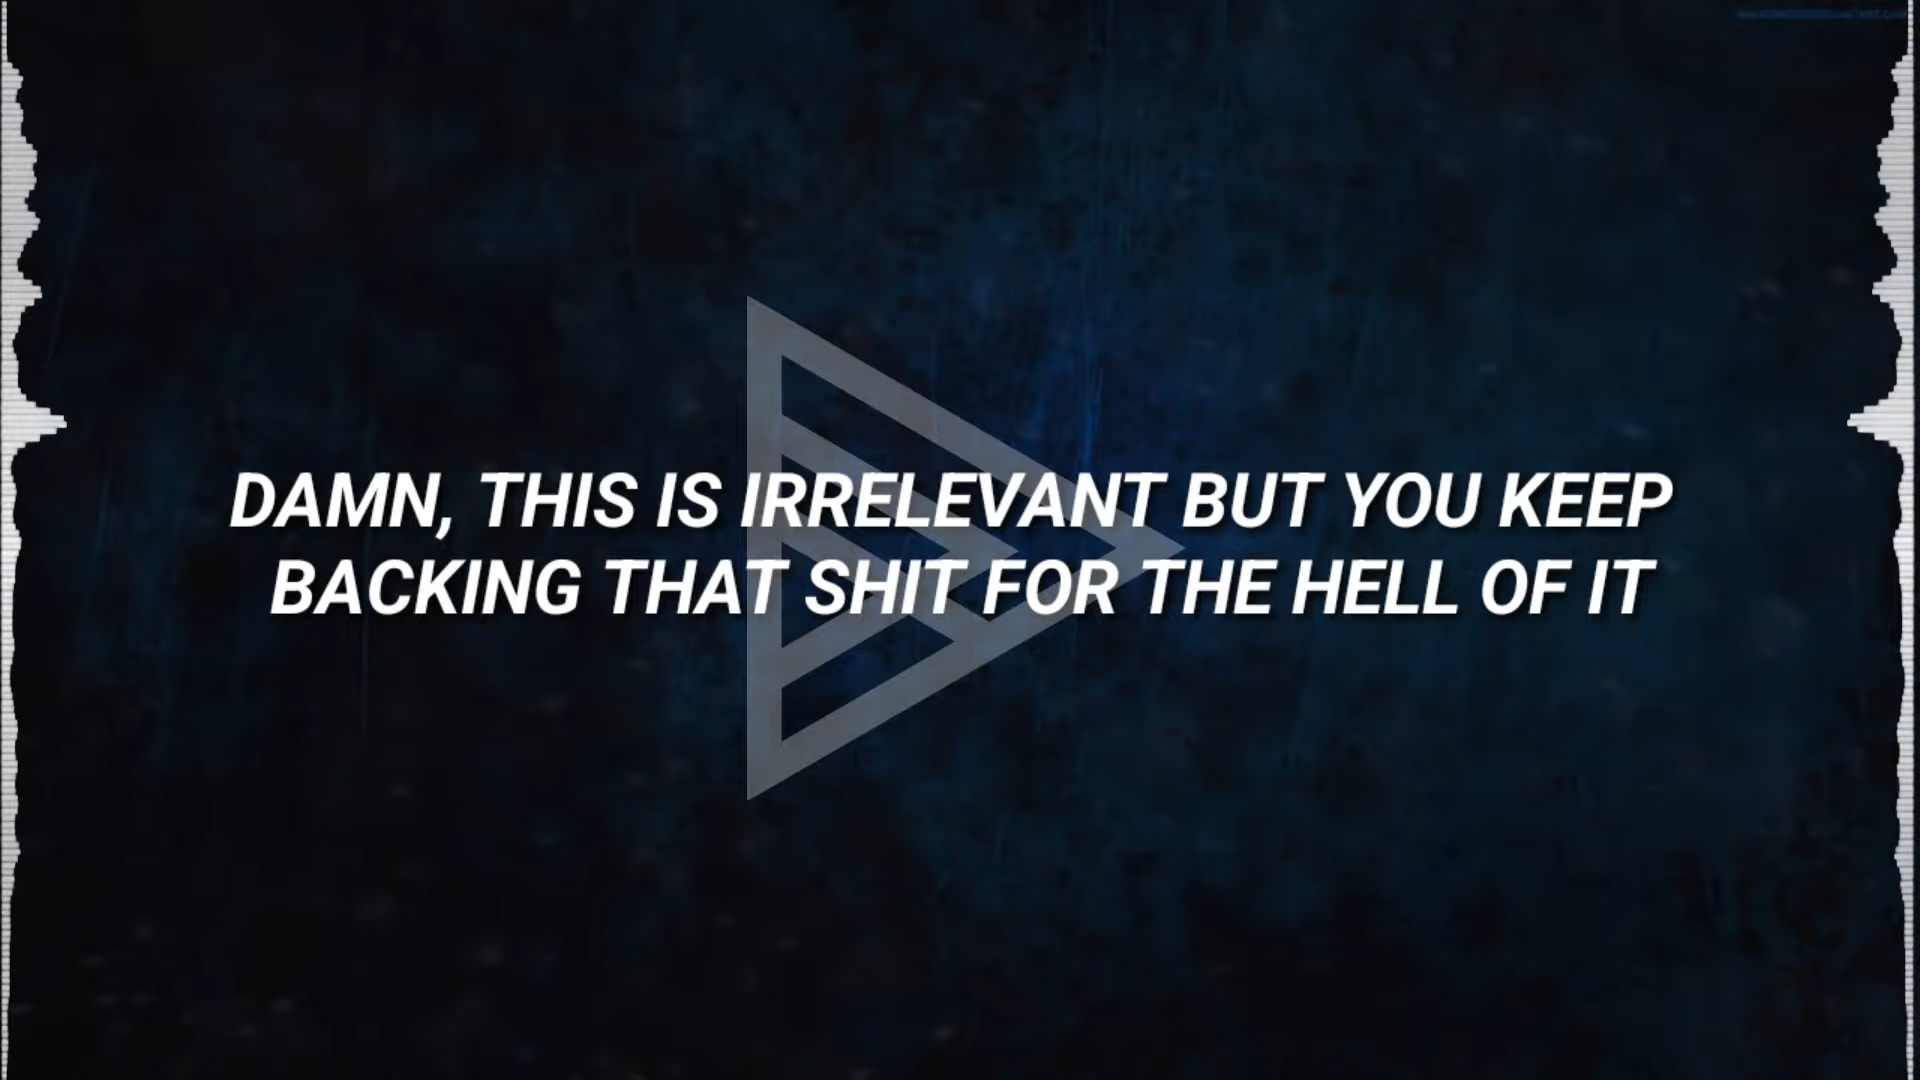 DAMN, THIS IS IRRELEVANT BUT YOU KEEP
BACKING THAT SHIT FOR THE HELL OF IT